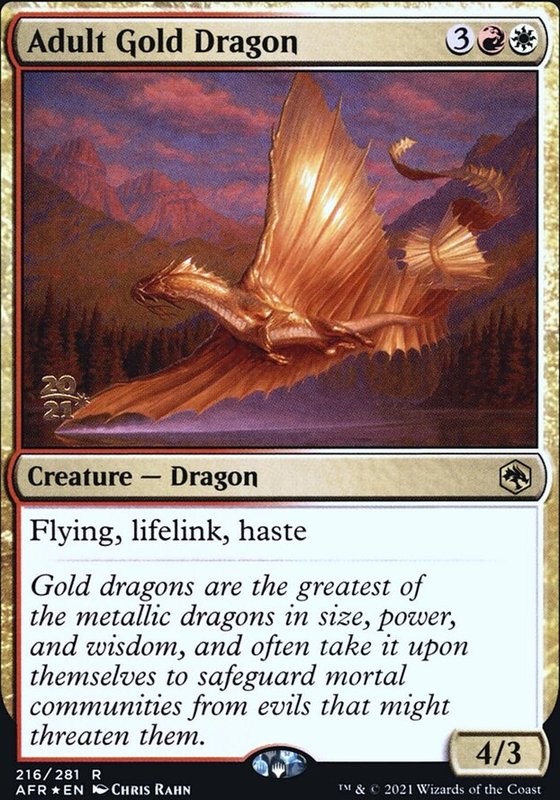 Adult Gold Dragon 3
20
21
Creature — Dragon
Flying, lifelink, haste
Gold dragons are the greatest of
the metallic dragons in size, power,
and wisdom, and often take it upon
themselves to safeguard mortal
communities from evils that might
threaten them.
4/3
216/281 R
AFR★EN Chris Rahn
™ & © 2021 Wizards of the Coast